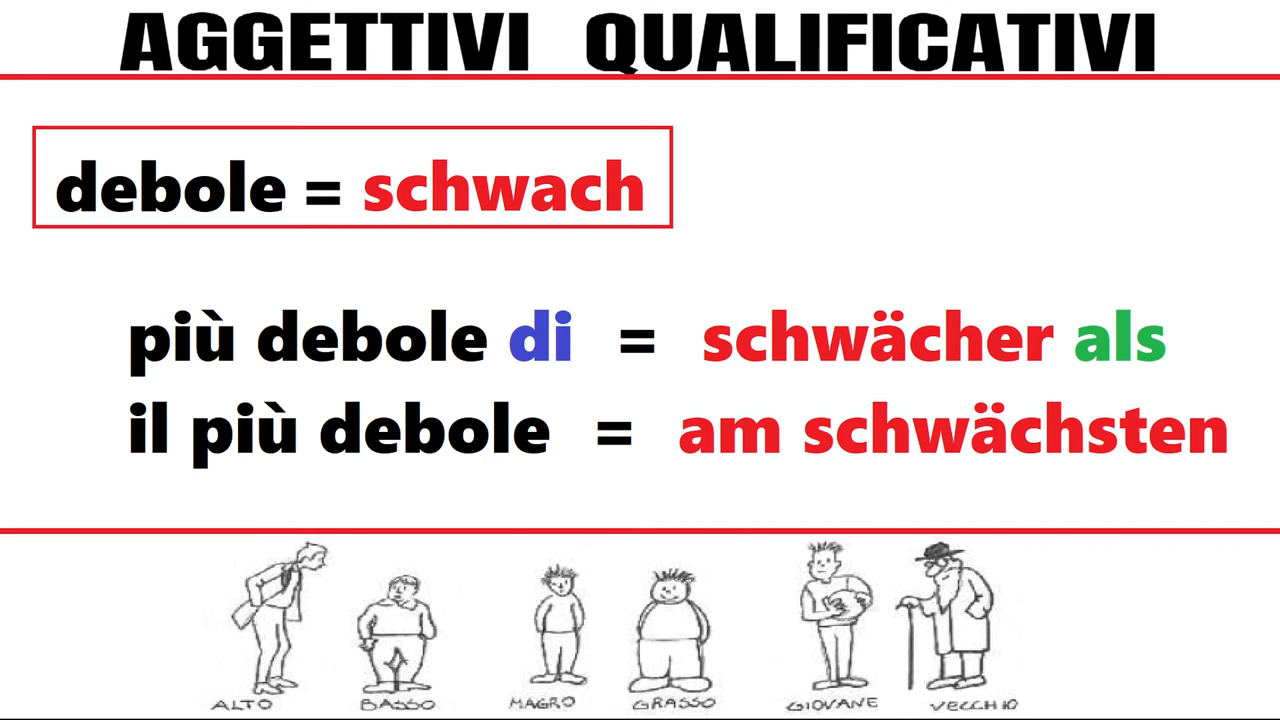 AGGETTIVI QUALIFICATIVI
debole = schwach
più debole di = schwächer als
il più debole = am schwächsten
ALTO BASSO MAGRO GRASSO GIOVANE VECCHIO